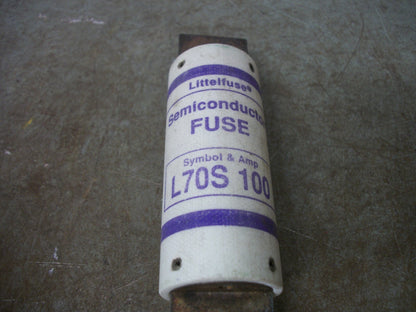 Littelfuse®
Semiconductor
FUSE
Symbol & Amp
L70S 100